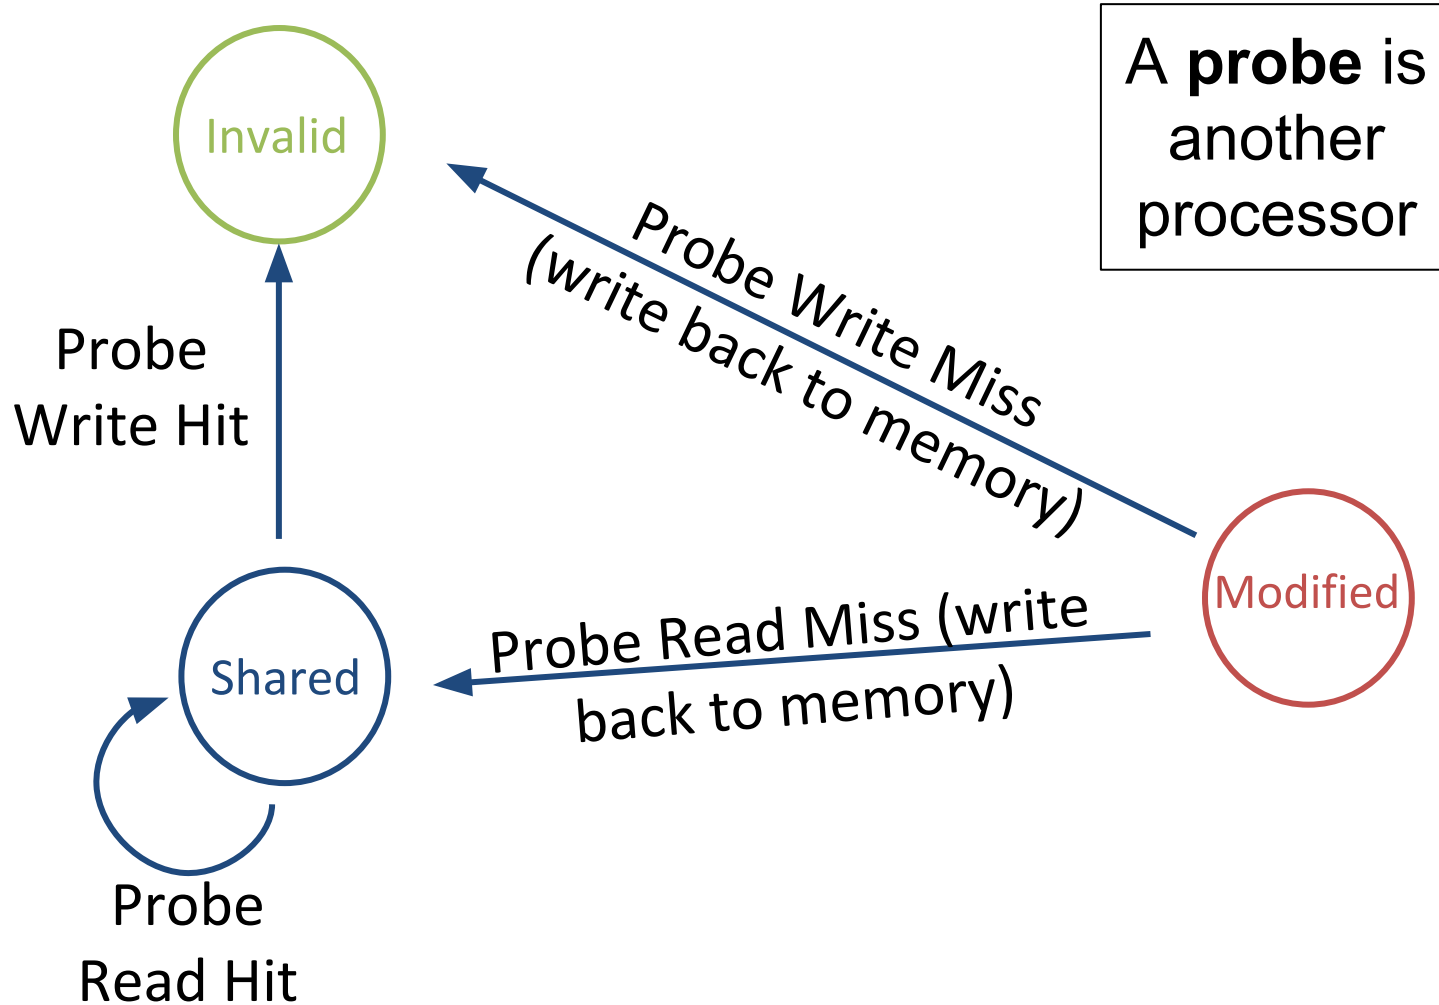 Invalid
A probe is
another
processor
Probe Write Miss
(write back to memory)
Probe
Write Hit
Modified
Probe Read Miss (write
back to memory)
Shared
Probe
Read Hit